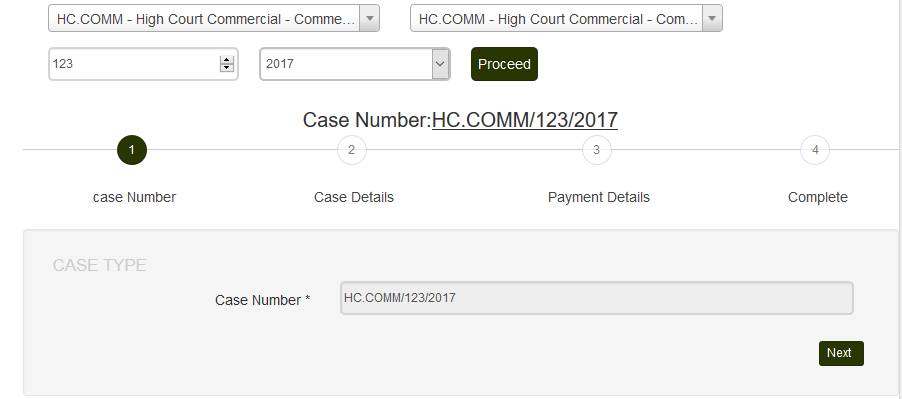 HC.COMM - High Court Commercial - Comme...
HC.COMM - High Court Commercial - Com...
123
2017
Proceed
Case Number:HC.COMM/123/2017
1
2
3
4
case Number
Case Details
Payment Details
Complete
CASE TYPE
Case Number *
HC.COMM/123/2017
Next